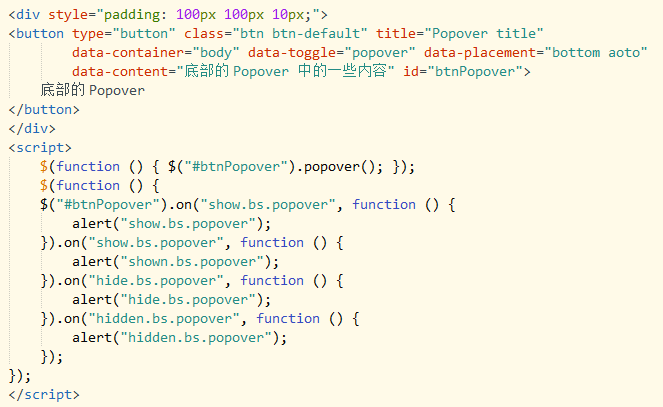 <div style="padding: 100px 100px 10px;">
<button type="button" class="btn btn-default" title="Popover title"
        data-container="body" data-toggle="popover" data-placement="bottom aoto"
        data-content="底部的 Popover 中的一些内容" id="btnPopover">
    底部的 Popover
</button>
</div>
<script>
    $(function () { $("#btnPopover").popover(); });
    $(function () {
    $("#btnPopover").on("show.bs.popover", function () {
        alert("show.bs.popover");
    }).on("show.bs.popover", function () {
        alert("shown.bs.popover");
    }).on("hide.bs.popover", function () {
        alert("hide.bs.popover");
    }).on("hidden.bs.popover", function () {
        alert("hidden.bs.popover");
    });
});
</script>